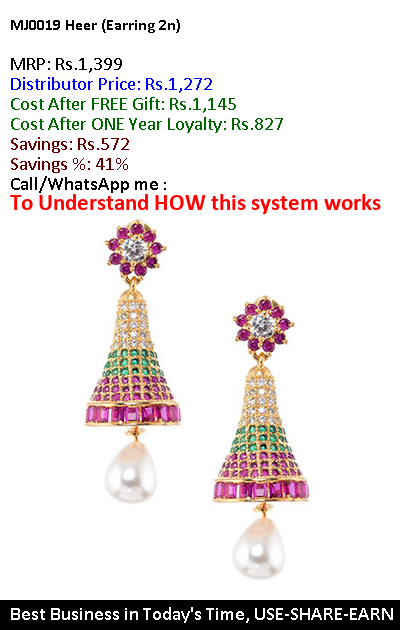 MJ0019 Heer (Earring 2n)
MRP: Rs.1,399
Distributor Price: Rs.1,272
Cost After FREE Gift: Rs.1,145
Cost After ONE Year Loyalty: Rs.827
Savings: Rs.572
Savings %: 41%
Call/WhatsApp me :
To Understand HOW this system works
Best Business in Today's Time, USE-SHARE-EARN